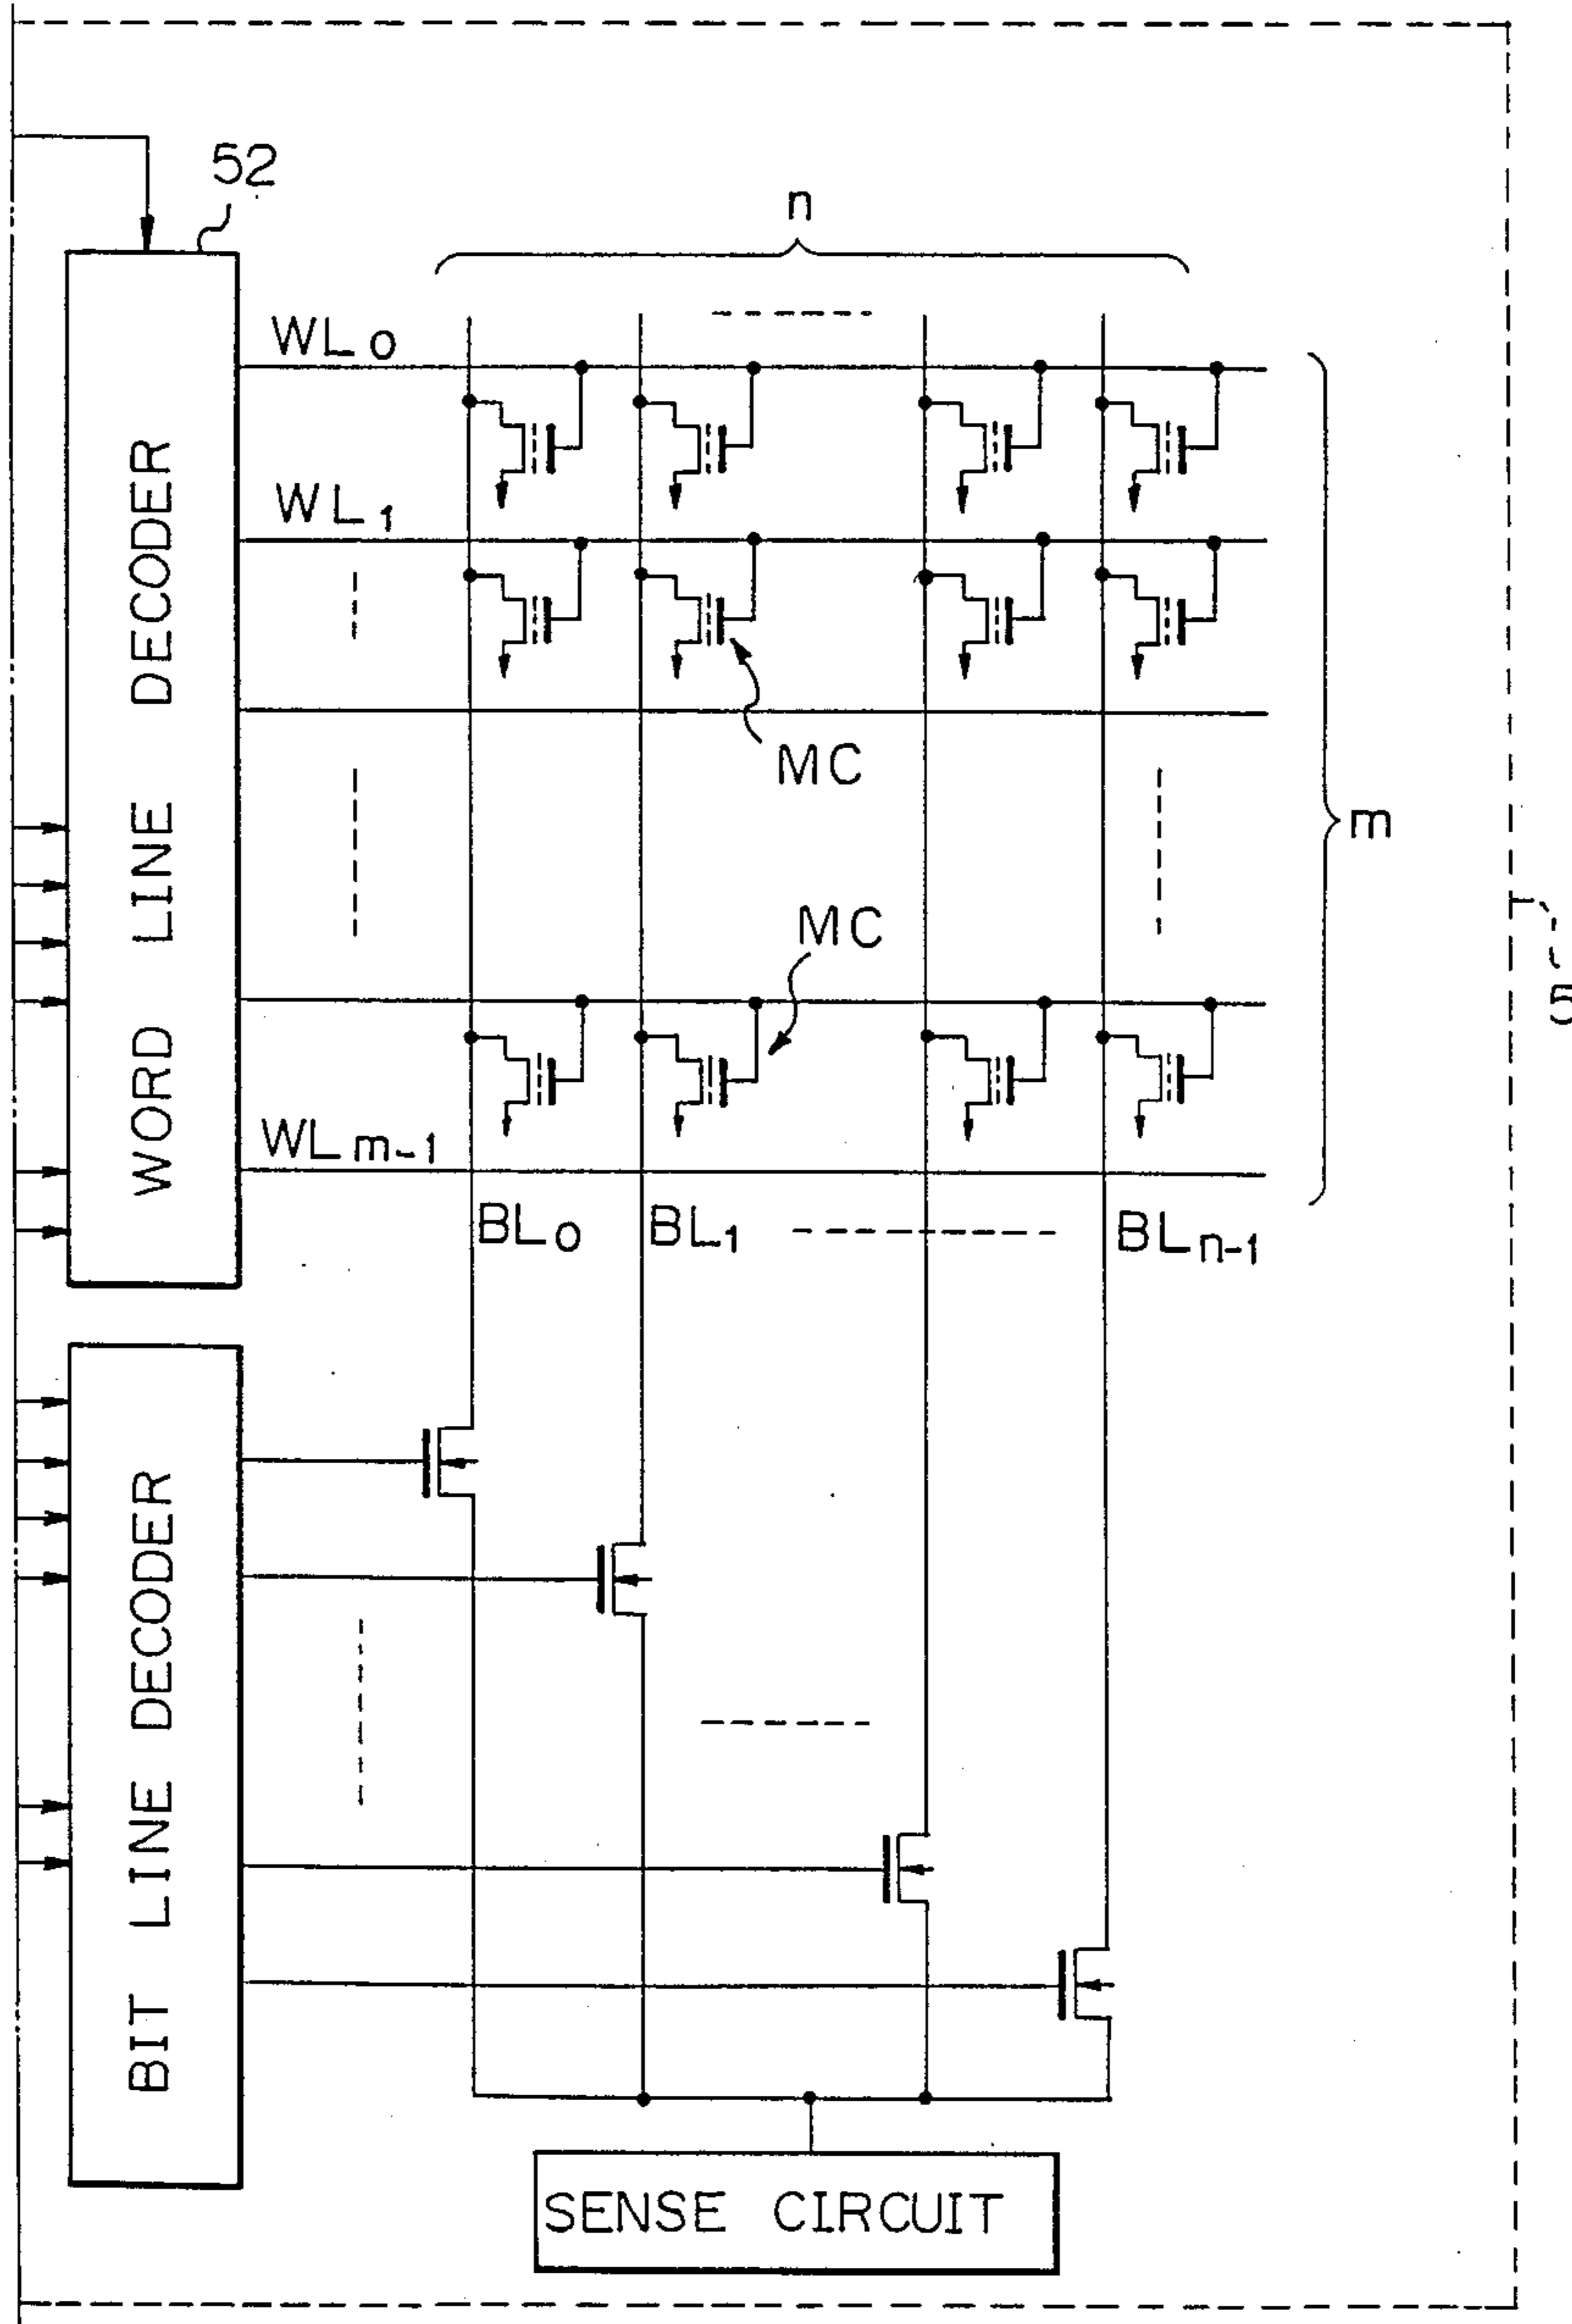 52
n
WL0
WL1
WORD LINE DECODER
MC
m
MC
WLm-1
BL0 BL1 BLn-1
BIT LINE DECODER
SENSE CIRCUIT